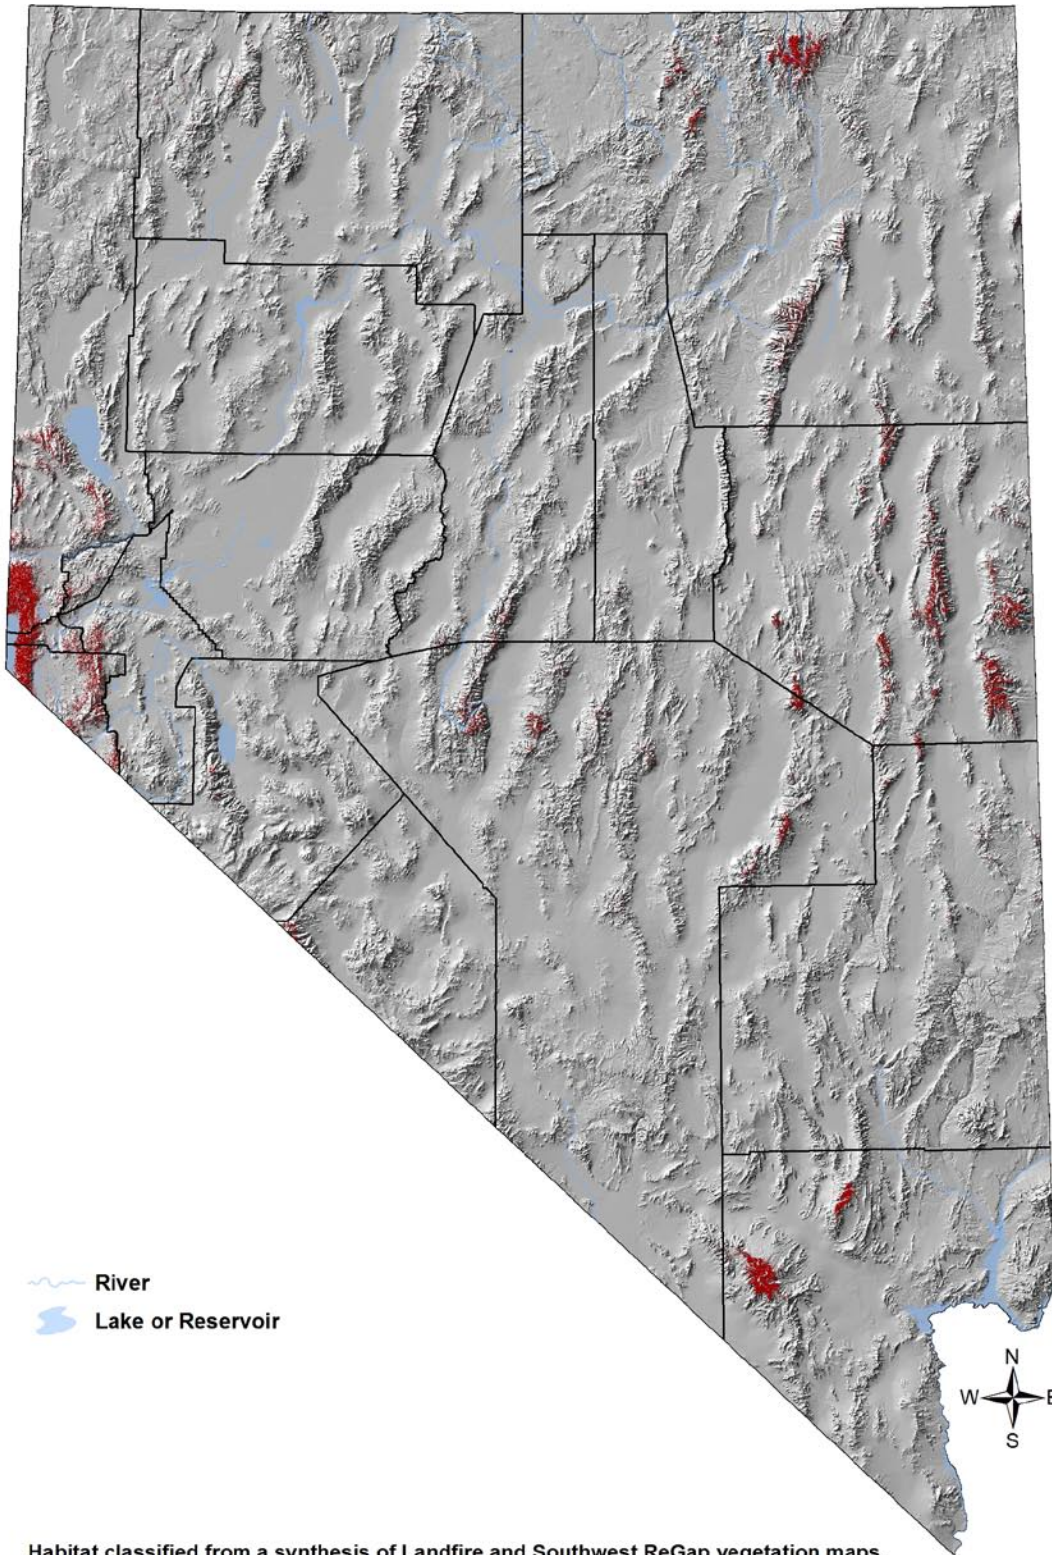 River
Lake or Reservoir
N
W E
S
Habitat classified from a synthesis of Landfire and Southwest ReGap vegetation maps